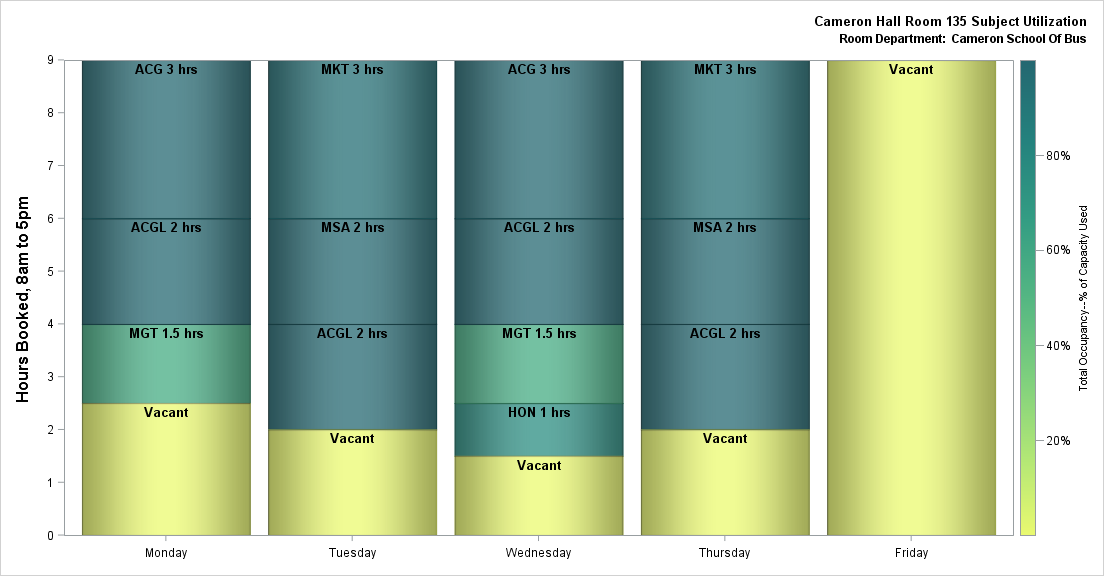 Cameron Hall Room 135 Subject Utilization
Room Department: Cameron School Of Bus
Hours Booked, 8am to 5pm
9
8
7
6
5
4
3
2
1
0
ACG 3 hrs
ACGL 2 hrs
MGT 1.5 hrs
Vacant
MKT 3 hrs
MSA 2 hrs
ACGL 2 hrs
Vacant
ACG 3 hrs
ACGL 2 hrs
MGT 1.5 hrs
HON 1 hrs
Vacant
MKT 3 hrs
MSA 2 hrs
ACGL 2 hrs
Vacant
Vacant
Monday
Tuesday
Wednesday
Thursday
Friday
80%
60%
40%
20%
Total Occupancy--% of Capacity Used